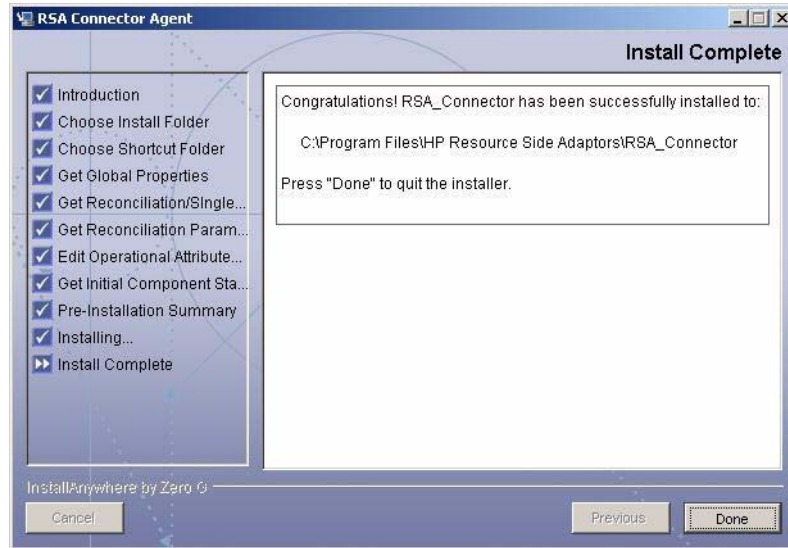 RSA Connector Agent
Install Complete
Introduction
Choose Install Folder
Choose Shortcut Folder
Get Global Properties
Get Reconciliation/SIngle...
Get Reconciliation Param...
Edit Operational Attribute...
Get Initial Component Sta...
Pre-Installation Summary
Installing...
Install Complete
Congratulations! RSA_Connector has been successfully installed to:
C:\Program Files\HP Resource Side Adaptors\RSA_Connector
Press "Done" to quit the installer.
InstallAnywhere by Zero G
Cancel
Previous
Done